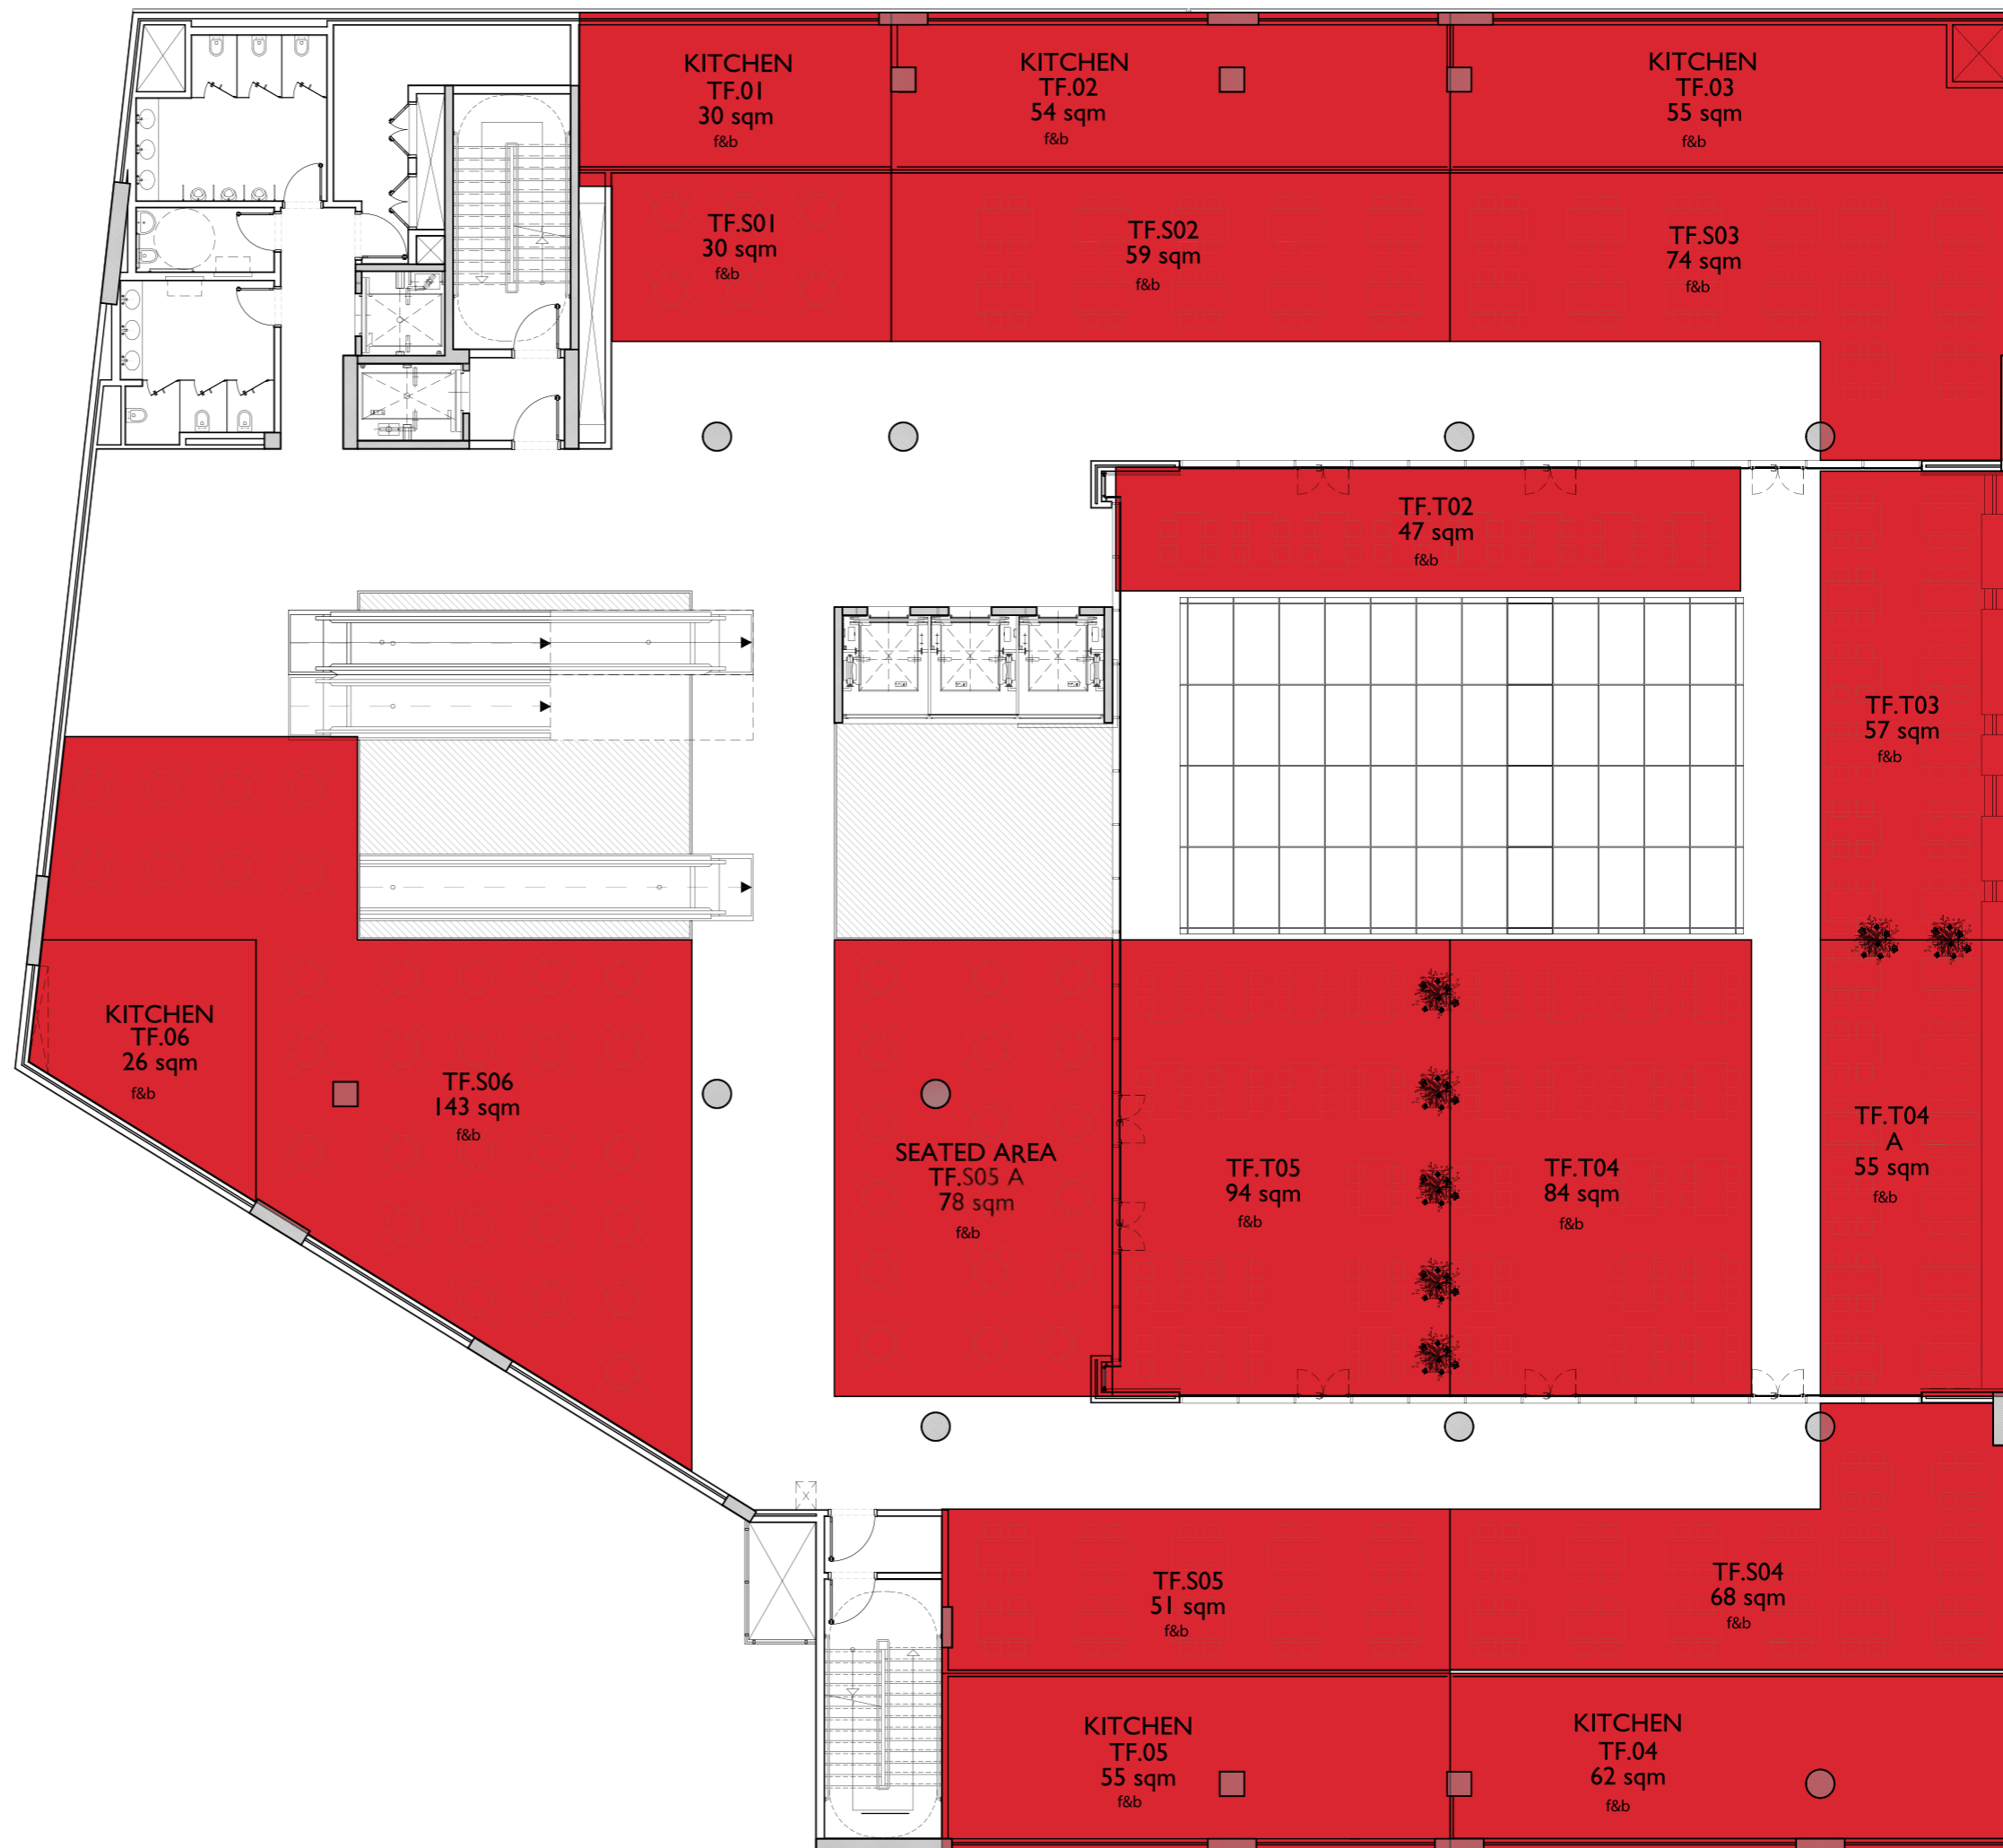 KITCHEN
TF.01
30 sqm
f&b
KITCHEN
TF.02
54 sqm
f&b
KITCHEN
TF.03
55 sqm
f&b
TF.S01
30 sqm
f&b
TF.S02
59 sqm
f&b
TF.S03
74 sqm
f&b
TF.T02
47 sqm
f&b
TF.T03
57 sqm
f&b
KITCHEN
TF.06
26 sqm
f&b
TF.S06
143 sqm
f&b
SEATED AREA
TF.S05 A
78 sqm
f&b
TF.T05
94 sqm
f&b
TF.T04
84 sqm
f&b
TF.T04
A
55 sqm
f&b
TF.S05
51 sqm
f&b
TF.S04
68 sqm
f&b
KITCHEN
TF.05
55 sqm
f&b
KITCHEN
TF.04
62 sqm
f&b